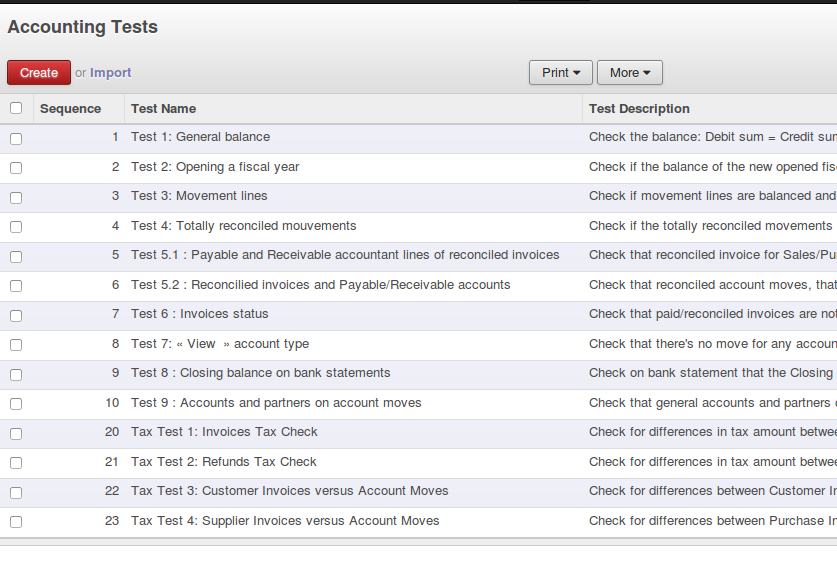 Accounting Tests
Create or Import Print More
Sequence Test Name Test Description
1 Test 1: General balance Check the balance: Debit sum = Credit
2 Test 2: Opening a fiscal year Check if the balance of the new opened
3 Test 3: Movement lines Check if movement lines are balanced and
4 Test 4: Totally reconciled mouvements Check if the totally reconciled movements
5 Test 5.1 : Payable and Receivable accountant lines of reconciled invoices Check that reconciled invoice for
6 Test 5.2 : Reconcilied invoices and Payable/Receivable accounts Check that reconciled account moves, that
7 Test 6 : Invoices status Check that paid/reconciled invoices are
8 Test 7: « View » account type Check that there's no move for any
9 Test 8 : Closing balance on bank statements Check on bank statement that the Closing
10 Test 9 : Accounts and partners on account moves Check that general accounts and partners
20 Tax Test 1: Invoices Tax Check Check for differences in tax amount
21 Tax Test 2: Refunds Tax Check Check for differences in tax amount
22 Tax Test 3: Customer Invoices versus Account Moves Check for differences between Customer
23 Tax Test 4: Supplier Invoices versus Account Moves Check for differences between Purchase